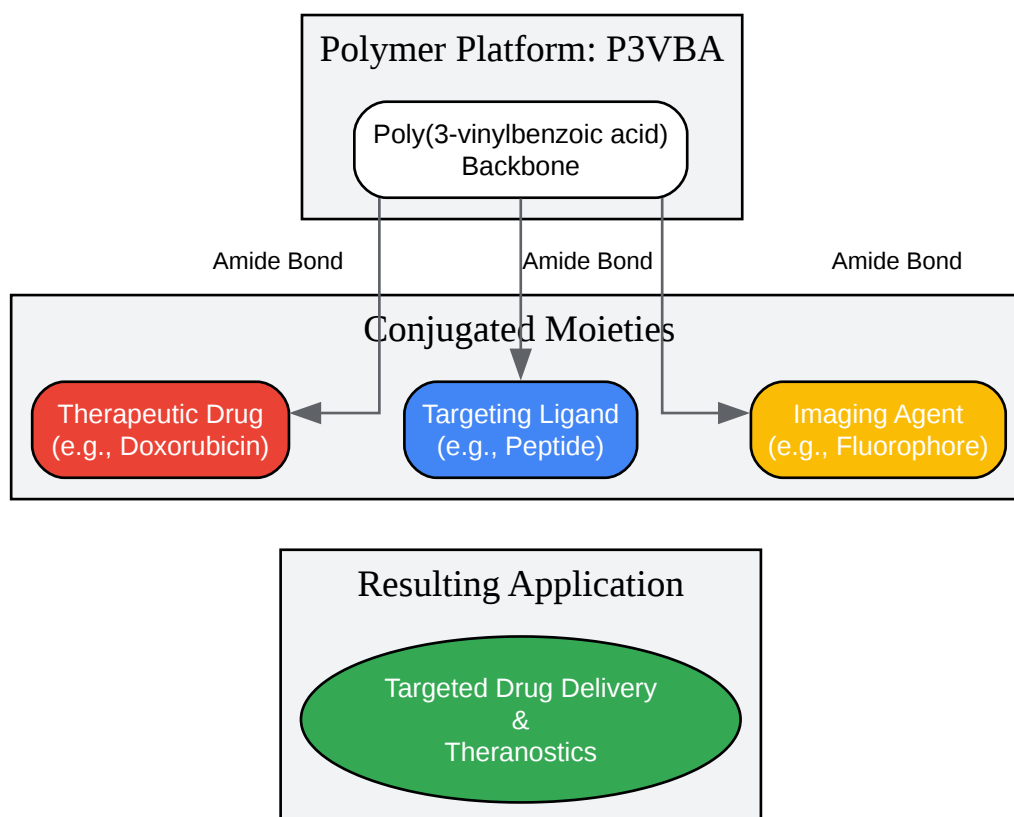 Polymer Platform: P3VBA
Poly(3-vinylbenzoic acid)
Backbone
Amide Bond
Amide Bond
Amide Bond
Conjugated Moieties
Therapeutic Drug
(e.g., Doxorubicin)
Targeting Ligand
(e.g., Peptide)
Imaging Agent
(e.g., Fluorophore)
Resulting Application
Targeted Drug Delivery
&
Theranostics